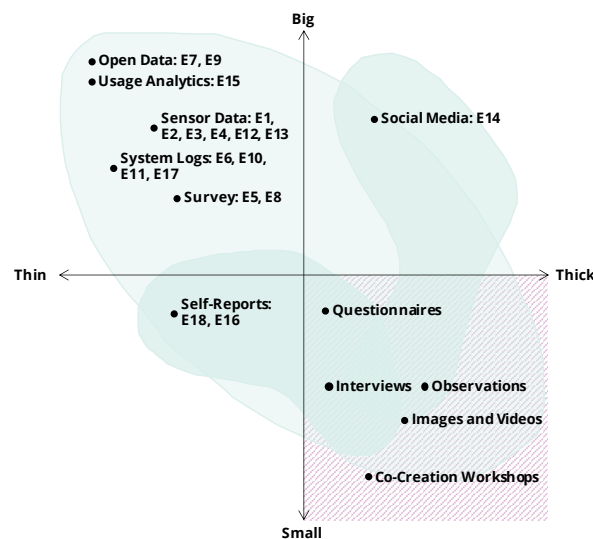 Big
Open Data: E7, E9
Usage Analytics: E15
Sensor Data: E1,
E2, E3, E4, E12, E13
Social Media: E14
System Logs: E6, E10,
E11, E17
Survey: E5, E8
Thin
Thick
Self-Reports:
E18, E16
Questionnaires
Interviews
Observations
Images and Videos
Co-Creation Workshops
Small